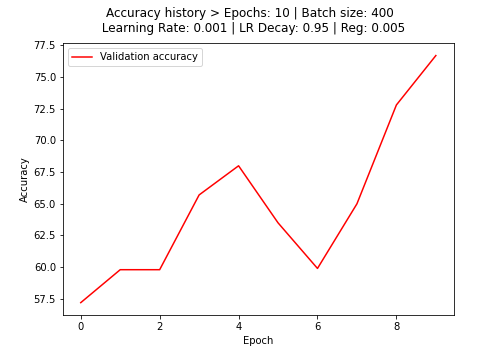 Accuracy history > Epochs: 10 | Batch size: 400
Learning Rate: 0.001 | LR Decay: 0.95 | Reg: 0.005
77.5
Validation accuracy
75.0
72.5
70.0
67.5
65.0
62.5
60.0
57.5
Accuracy
0 2 4 6 8
Epoch